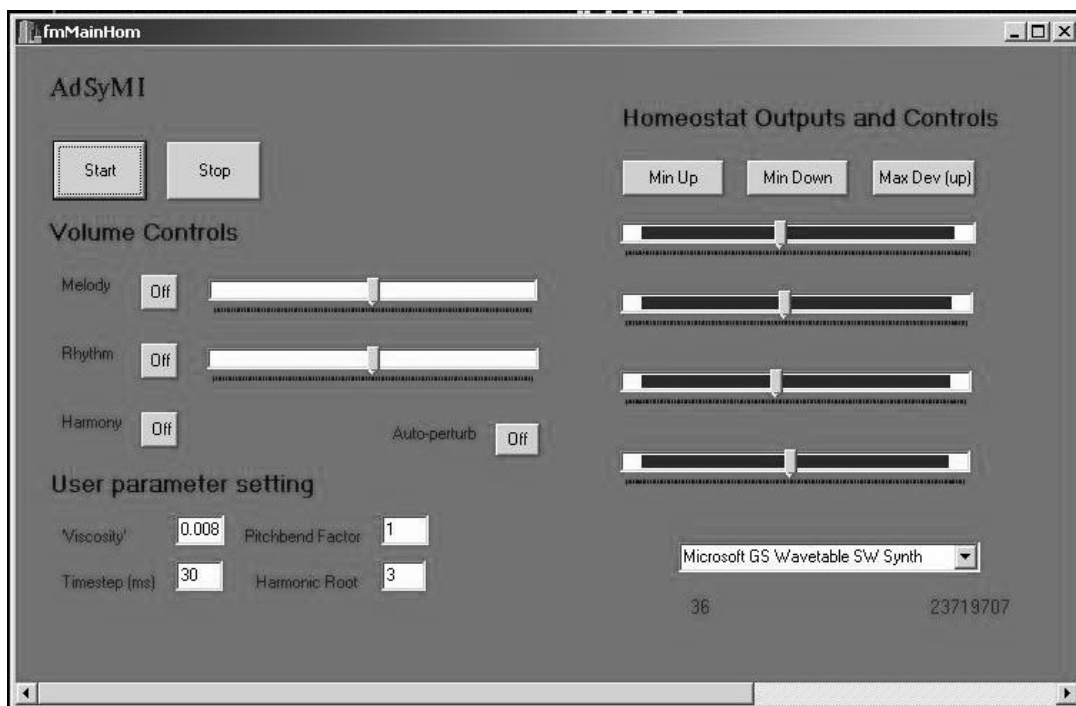 fmMainHom
AdSyMI
Start
Stop
Volume Controls
Melody
Off
Rhythm
Off
Harmony
Off
Auto-perturb
Off
User parameter setting
'Viscosity'
0.008
Pitchbend Factor
1
Timestep (ms)
30
Harmonic Root
3
Homeostat Outputs and Controls
Min Up
Min Down
Max Dev (up)
Microsoft GS Wavetable SW Synth
36
23719707